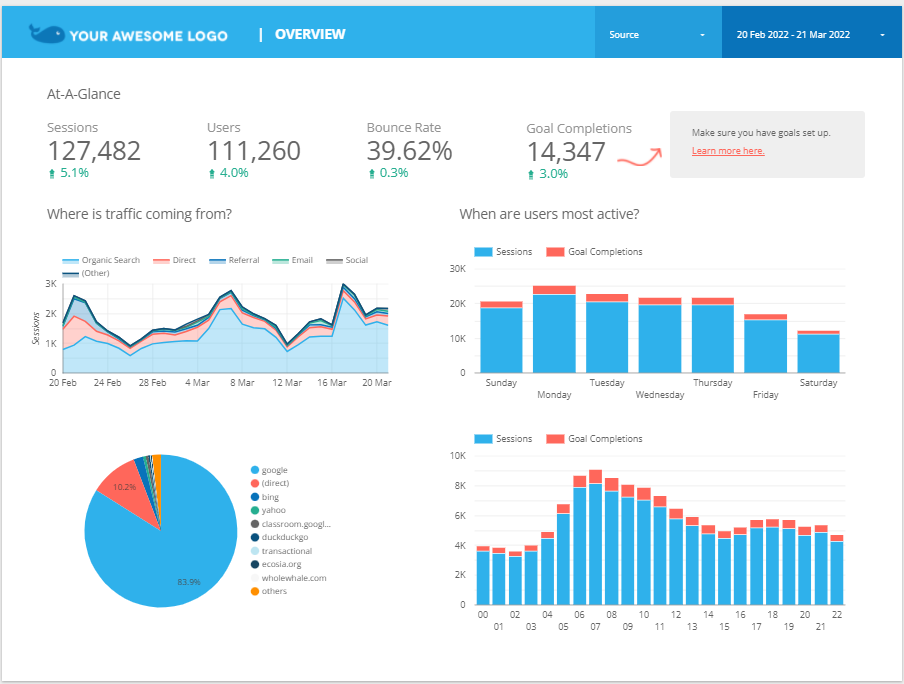 YOUR AWESOME LOGO | OVERVIEW
Source
20 Feb 2022 - 21 Mar 2022
At-A-Glance
Sessions
127,482
5.1%
Users
111,260
4.0%
Bounce Rate
39.62%
0.3%
Goal Completions
14,347
3.0%
Make sure you have goals set up.
Learn more here.
Where is traffic coming from?
Organic Search Direct Referral Email Social
(Other)
3K
2K
1K
0
Sessions
20 Feb 24 Feb 28 Feb 4 Mar 8 Mar 12 Mar 16 Mar 20 Mar
When are users most active?
Sessions Goal Completions
30K
20K
10K
0
Sunday Tuesday Thursday Saturday
Monday Wednesday Friday
10.2%
83.9%
google
(direct)
bing
yahoo
classroom.googl...
duckduckgo
transactional
ecosia.org
wholewhale.com
others
Sessions Goal Completions
10K
8K
6K
4K
2K
0
00 02 04 06 08 10 12 14 16 18 20 22
01 03 05 07 09 11 13 15 17 19 21